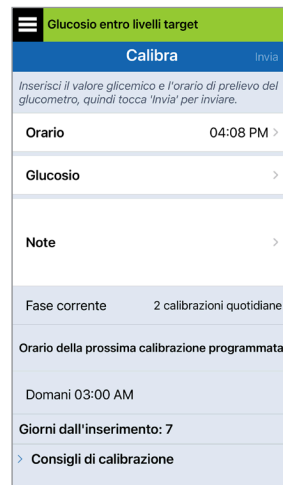 Glucosio entro livelli target
Calibra Invia
Inserisci il valore glicemico e l'orario di prelievo del
glucometro, quindi tocca 'Invia' per inviare.
Orario 04:08 PM >
Glucosio >
Note >
Fase corrente 2 calibrazioni quotidiane
Orario della prossima calibrazione programmata
Domani 03:00 AM
Giorni dall'inserimento: 7
> Consigli di calibrazione